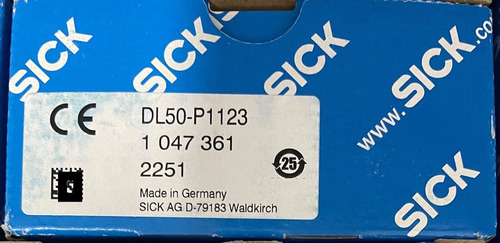 SICK
SICK
SICK
SICK
www.SICK.co
DL50-P1123
1 047 361
2251
25
Made in Germany
SICK AG D-79183 Waldkirch
SICK
CE